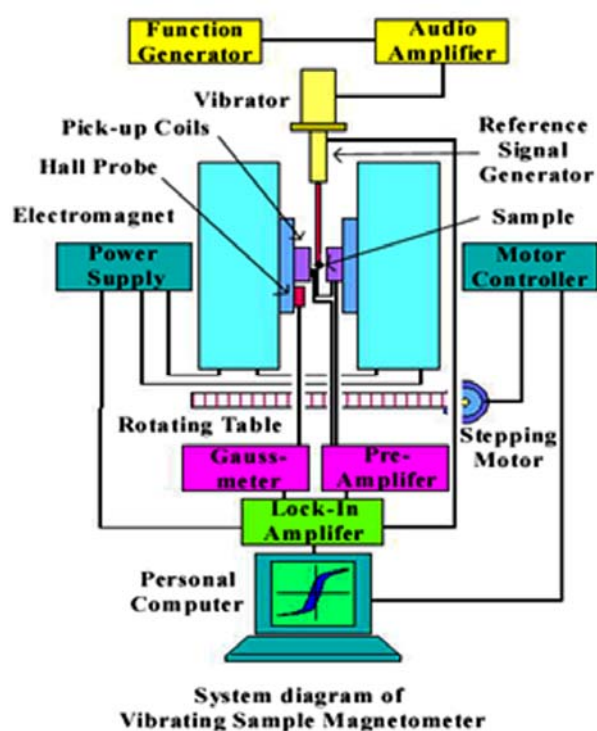 Function
Generator
Audio
Amplifier
Vibrator
Pick-up Coils
Hall Probe
Electromagnet
Reference
Signal
Generator
Sample
Power
Supply
Motor
Controller
Rotating Table
Stepping
Motor
Gauss-
meter
Pre-
Amplifer
Lock-In
Amplifer
Personal
Computer
System diagram of
Vibrating Sample Magnetometer